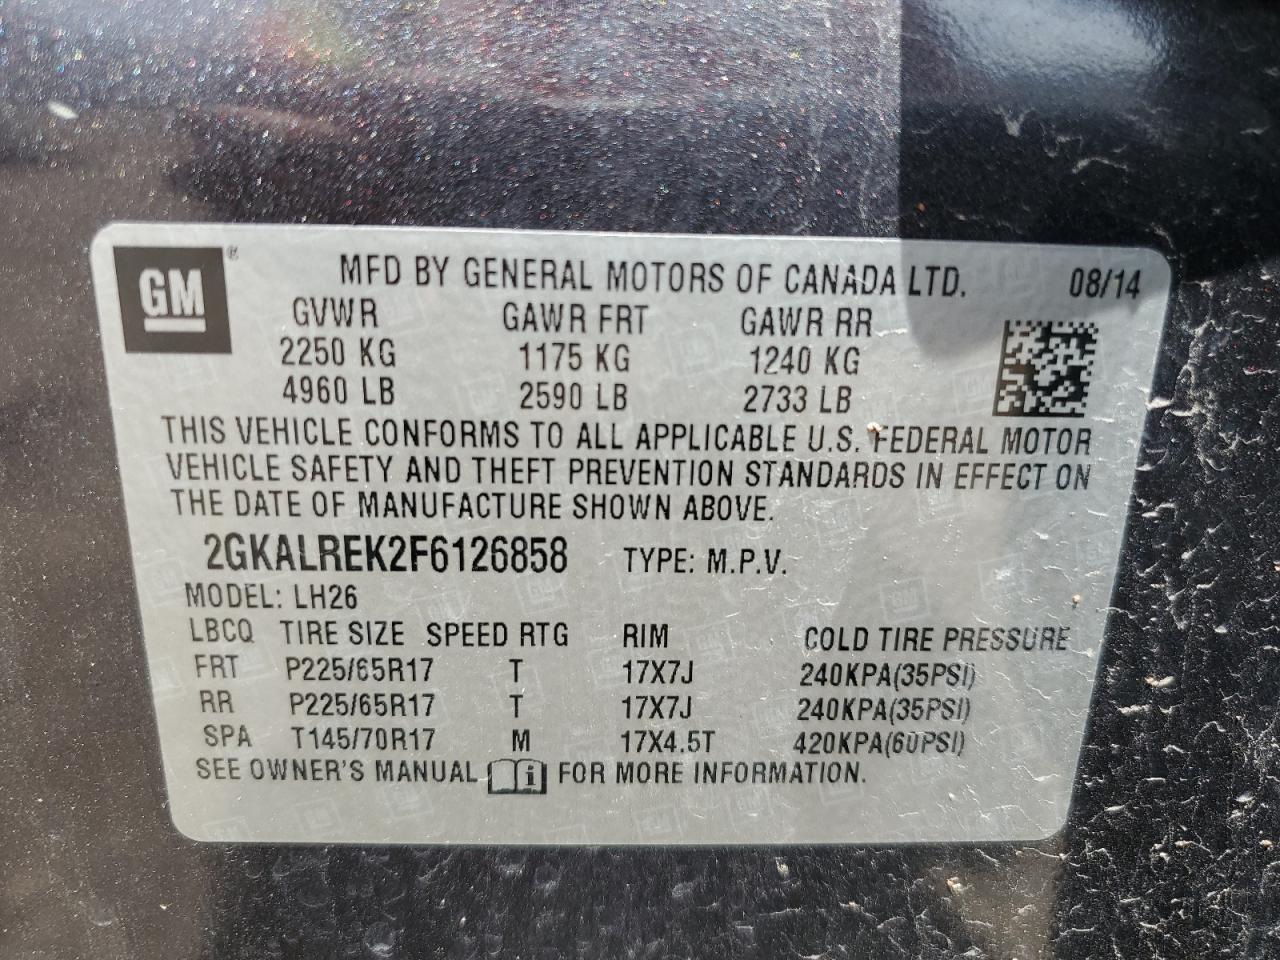 GM ® MFD BY GENERAL MOTORS OF CANADA LTD. 08/14
GVWR GAWR FRT GAWR RR
2250 KG 1175 KG 1240 KG
4960 LB 2590 LB 2733 LB
THIS VEHICLE CONFORMS TO ALL APPLICABLE U.S. FEDERAL MOTOR
VEHICLE SAFETY AND THEFT PREVENTION STANDARDS IN EFFECT ON
THE DATE OF MANUFACTURE SHOWN ABOVE.
2GKALREK2F6126858 TYPE: M.P.V.
MODEL: LH26
LBCQ TIRE SIZE SPEED RTG RIM COLD TIRE PRESSURE
FRT P225/65R17 T 17X7J 240KPA(35PSI)
RR P225/65R17 T 17X7J 240KPA(35PSI)
SPA T145/70R17 M 17X4.5T 420KPA(60PSI)
SEE OWNER'S MANUAL i FOR MORE INFORMATION.